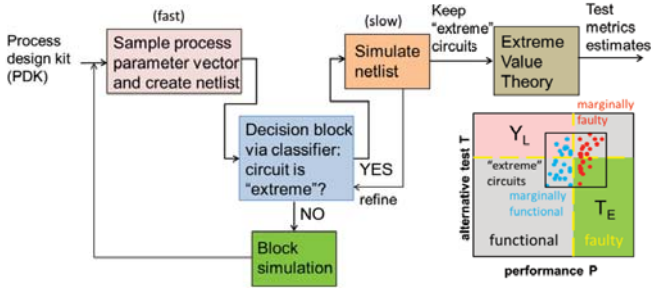 (fast)
(slow)
Process design kit (PDK)
Sample process
parameter vector
and create netlist
Simulate
netlist
Keep
"extreme"
circuits
Extreme
Value
Theory
Test
metrics
estimates
Decision block
via classifier:
circuit is
"extreme"?
YES
refine
NO
Block
simulation
marginally
faulty
Y_L
"extreme"
circuits
marginally
functional
T_E
functional
faulty
alternative test T
performance P